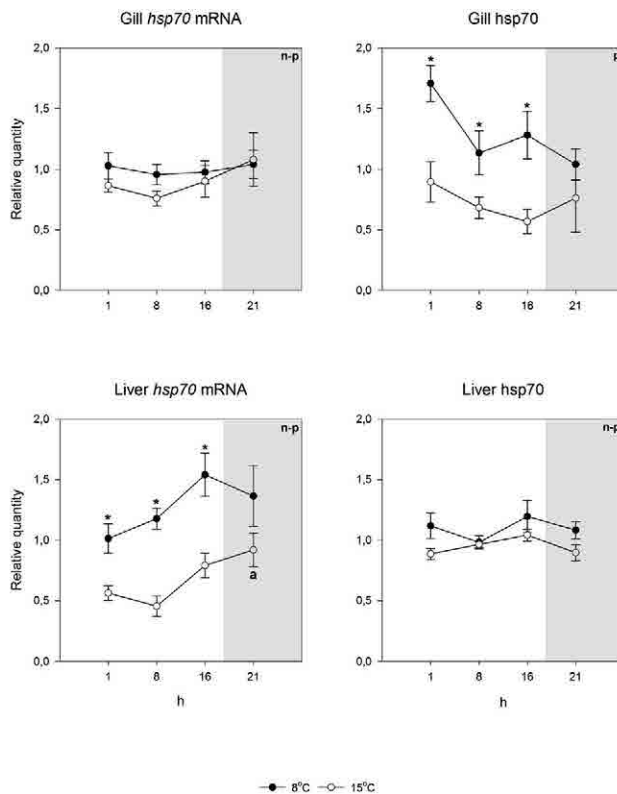 Gill hsp70 mRNA
Gill hsp70
2,0
n-p
1,5
1,0
0,5
0,0
Relative quantity
1 8 16 21
2,0
p
*
*
*
1,5
1,0
0,5
0,0
1 8 16 21
Liver hsp70 mRNA
Liver hsp70
2,0
n-p
*
*
*
1,5
1,0
0,5
0,0
a
Relative quantity
1 8 16 21
h
2,0
n-p
1,5
1,0
0,5
0,0
1 8 16 21
h
8°C 15°C